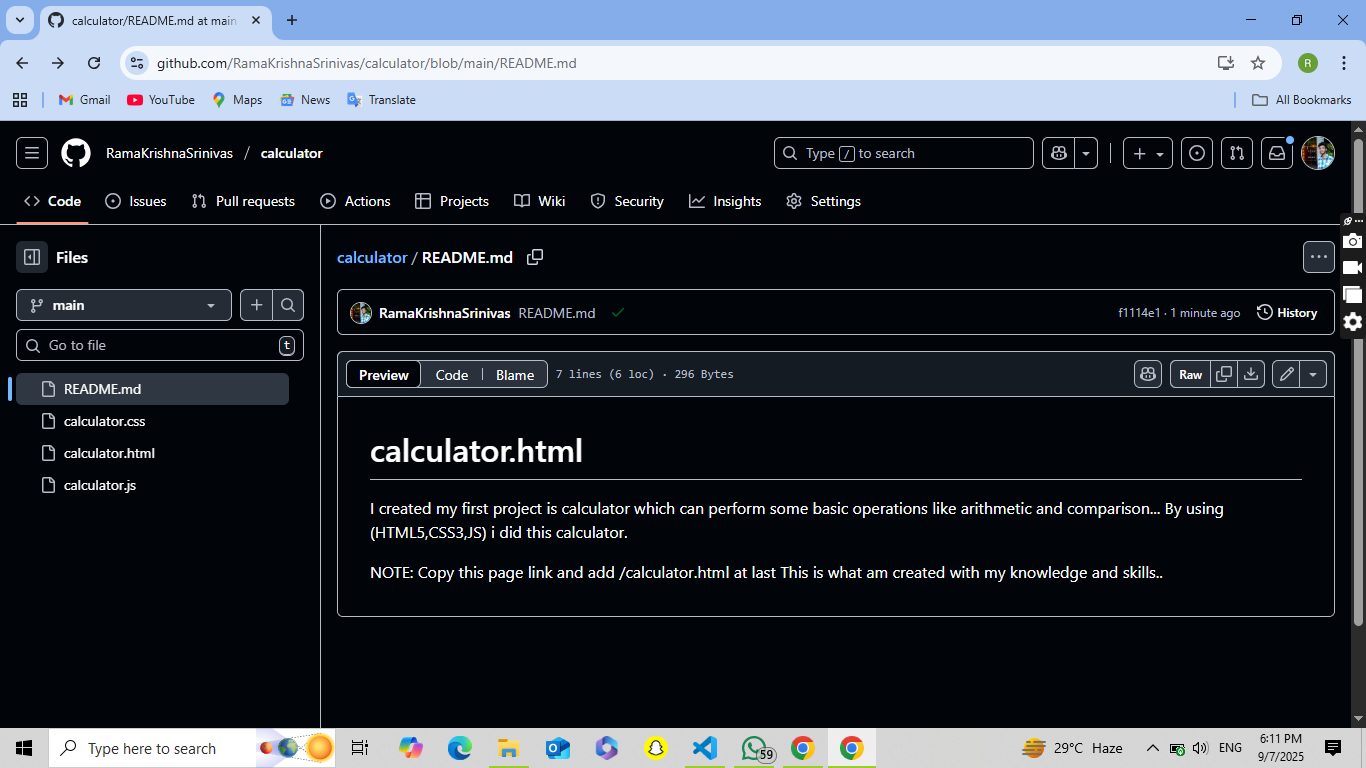 calculator/README.md at main
github.com/RamaKrishnaSrinivas/calculator/blob/main/README.md
R
Gmail YouTube Maps News Translate All Bookmarks
RamaKrishnaSrinivas / calculator Type / to search
Code Issues Pull requests Actions Projects Wiki Security Insights Settings
Files
calculator / README.md
main
RamaKrishnaSrinivas README.md f1114e1 · 1 minute ago History
Go to file t
Preview Code Blame 7 lines (6 loc) · 296 Bytes Raw
README.md
calculator.css
calculator.html
calculator.js
calculator.html
I created my first project is calculator which can perform some basic operations like arithmetic and comparison... By using
(HTML5,CSS3,JS) i did this calculator.
NOTE: Copy this page link and add /calculator.html at last This is what am created with my knowledge and skills..
Type here to search 59 29°C Haze ENG 6:11 PM
9/7/2025